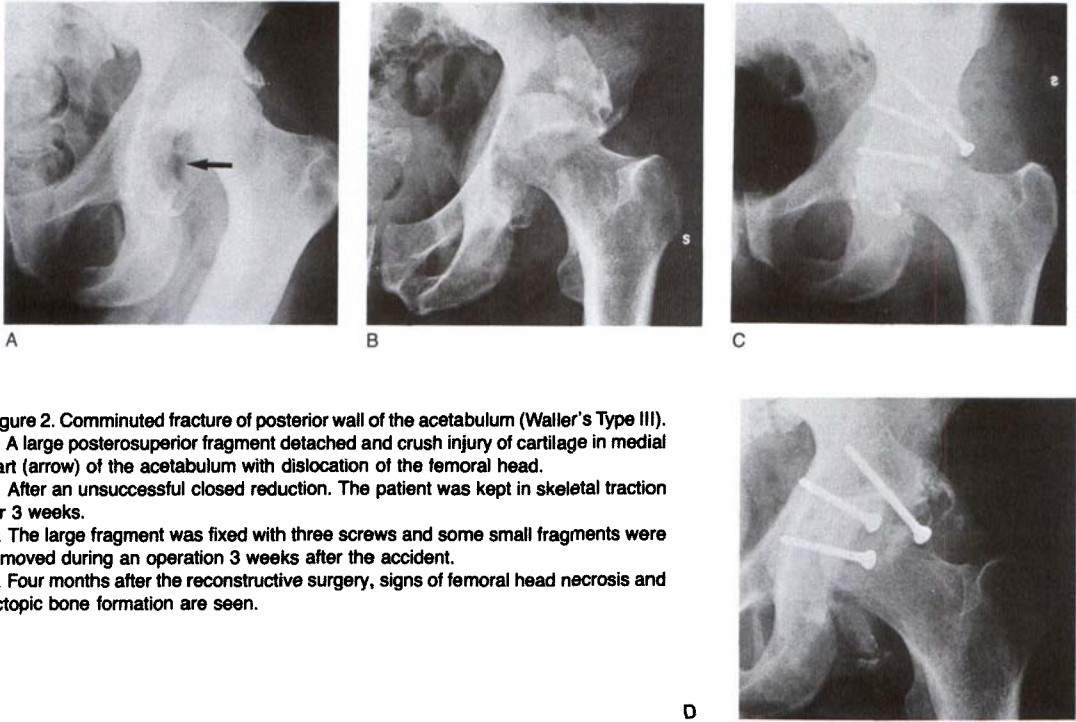 A
B
C
s
gure 2. Comminuted fracture of posterior wall of the acetabulum (Waller's Type III).
A large posterosuperior fragment detached and crush injury of cartilage in medial
art (arrow) of the acetabulum with dislocation of the femoral head.
After an unsuccessful closed reduction. The patient was kept in skeletal traction
r 3 weeks.
. The large fragment was fixed with three screws and some small fragments were
moved during an operation 3 weeks after the accident.
. Four months after the reconstructive surgery, signs of femoral head necrosis and
ctopic bone formation are seen.
D